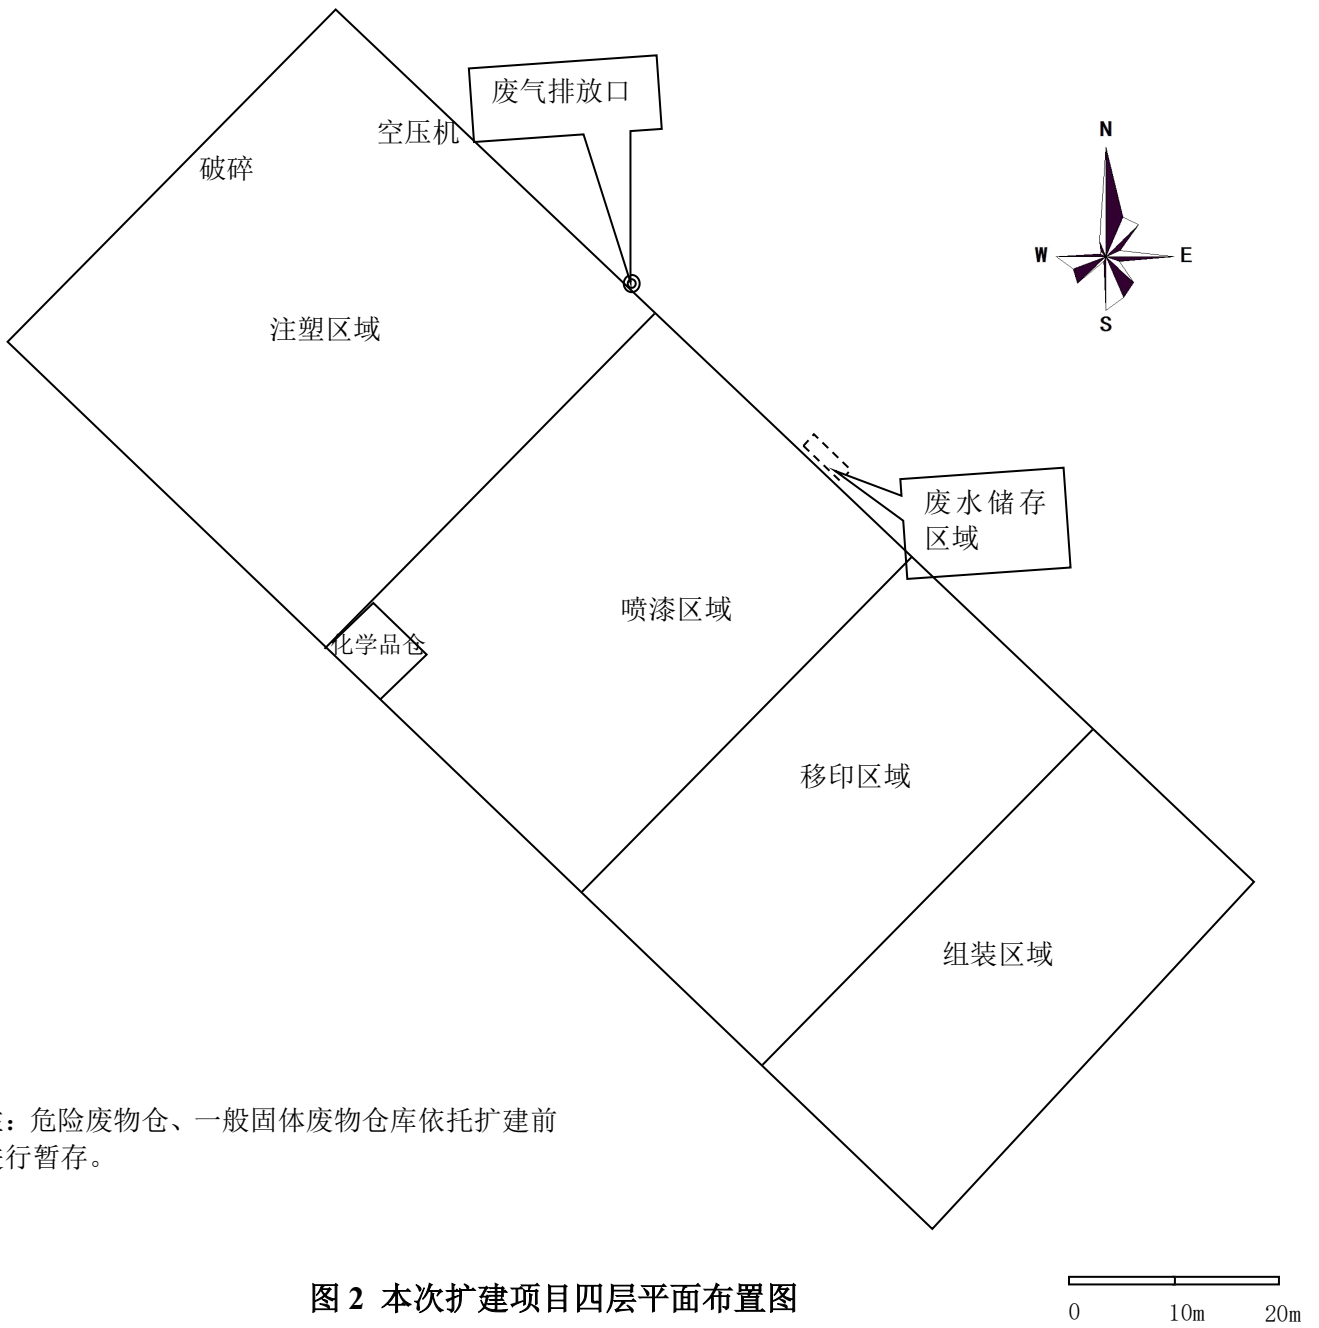 废气排放口
空压机
破碎
N
W
E
S
注塑区域
废水储存
区域
喷漆区域
化学品仓
移印区域
组装区域
：危险废物仓、一般固体废物仓库依托扩建前
行暂存。
图 2 本次扩建项目四层平面布置图
0 10m 20m